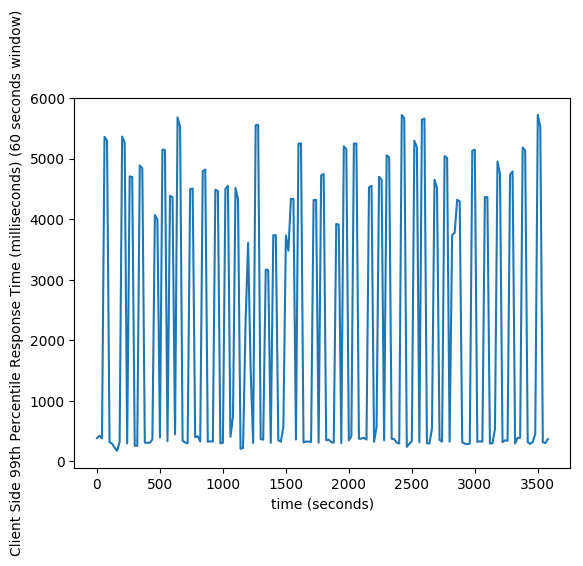 Client Side 99th Percentile Response Time (milliseconds) (60 seconds window)
6000
5000
4000
3000
2000
1000
0
0 500 1000 1500 2000 2500 3000 3500
time (seconds)